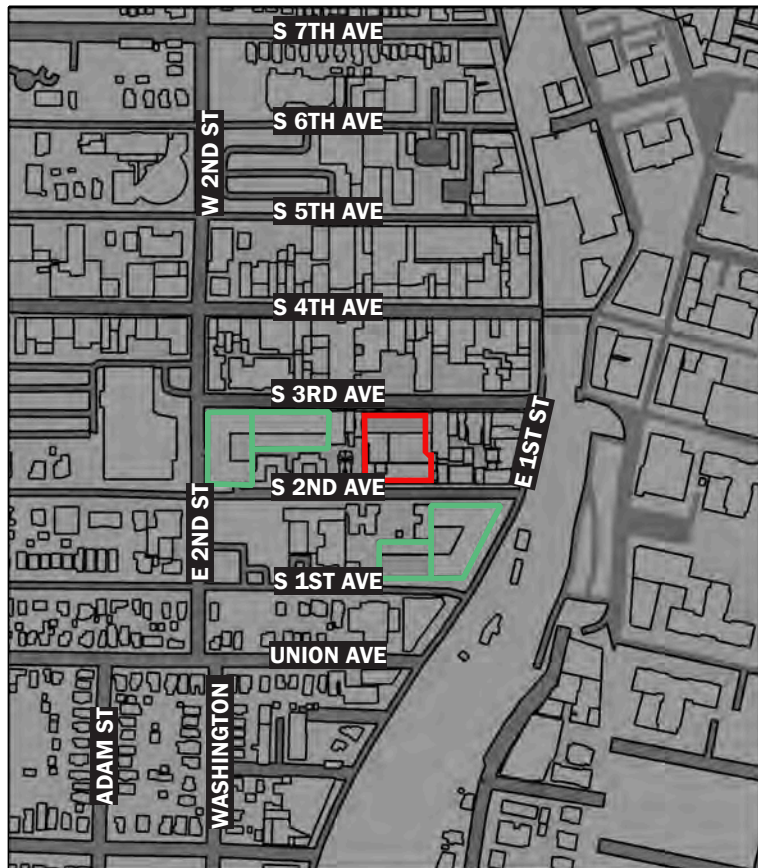 S 7TH AVE
S 6TH AVE
W 2ND ST
S 5TH AVE
S 4TH AVE
S 3RD AVE
E 1ST ST
S 2ND AVE
E 2ND ST
S 1ST AVE
UNION AVE
ADAM ST
WASHINGTON